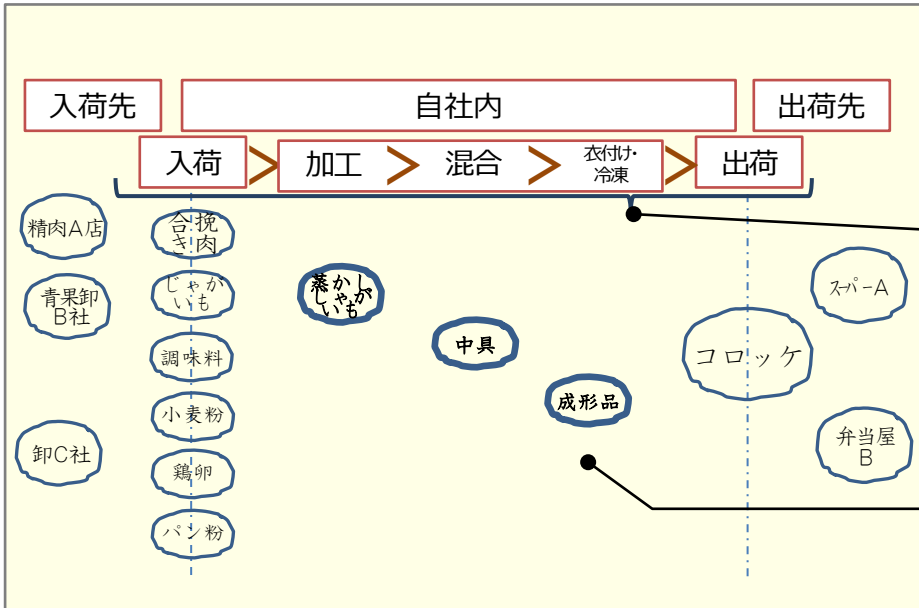 入荷先
自社内
出荷先
入荷
加工
混合
衣付け・
冷凍
出荷
精肉A店
合挽
き肉
青果卸
B社
じゃが
いも
蒸かし
じゃが
いも
スーパーA
調味料
中具
コロッケ
小麦粉
成形品
卸C社
弁当屋
B
鶏卵
パン粉